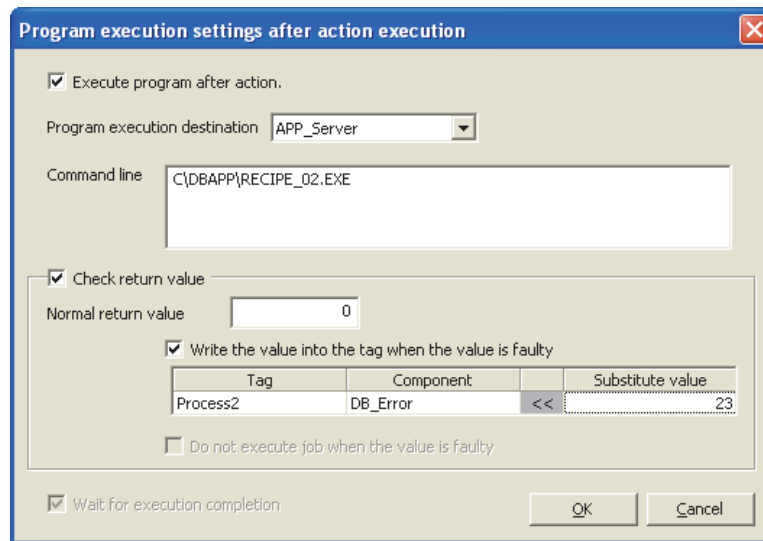 Program execution settings after action execution
Execute program after action.
Program execution destination APP_Server
Command line C\DBAPP\RECIPE_02.EXE
Check return value
Normal return value 0
Write the value into the tag when the value is faulty
Tag Component Substitute value
Process2 DB_Error << 23
Do not execute job when the value is faulty
Wait for execution completion OK Cancel